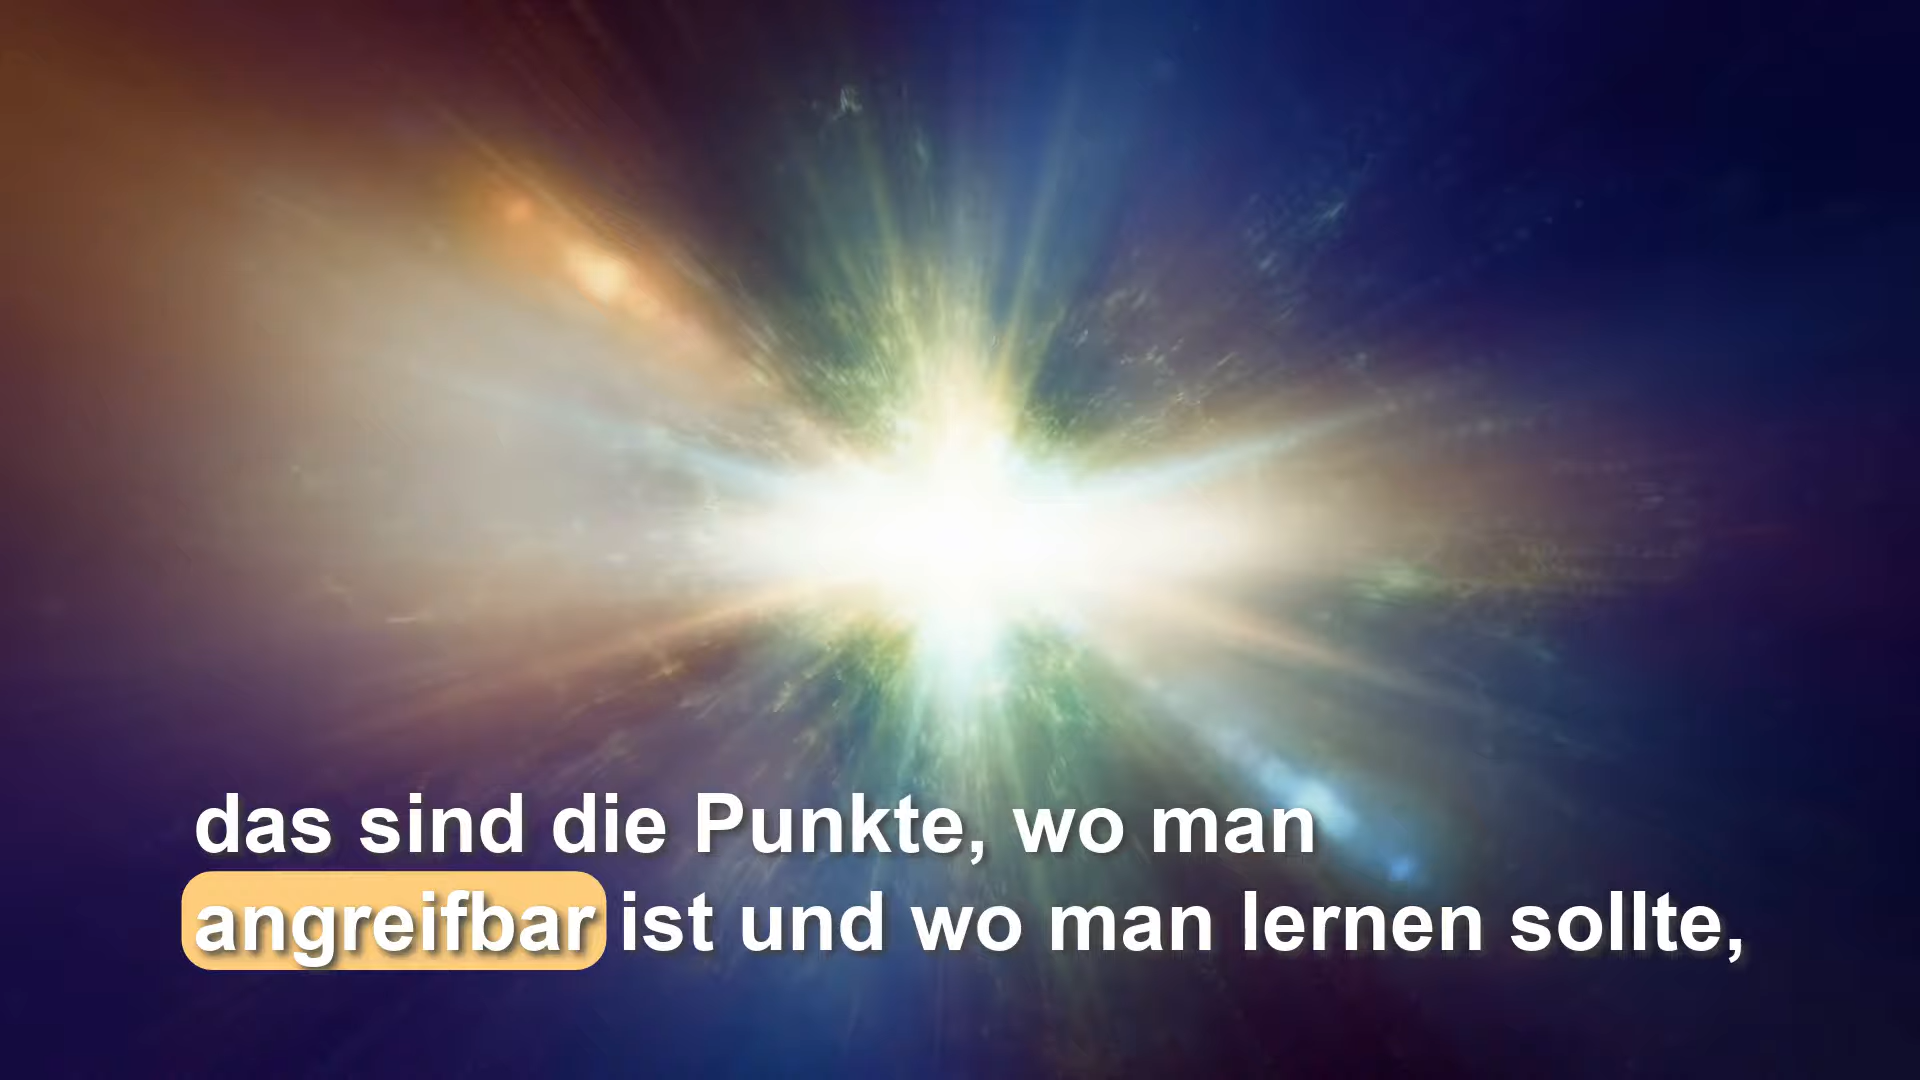 das sind die Punkte, wo man
angreifbar ist und wo man lernen sollte,